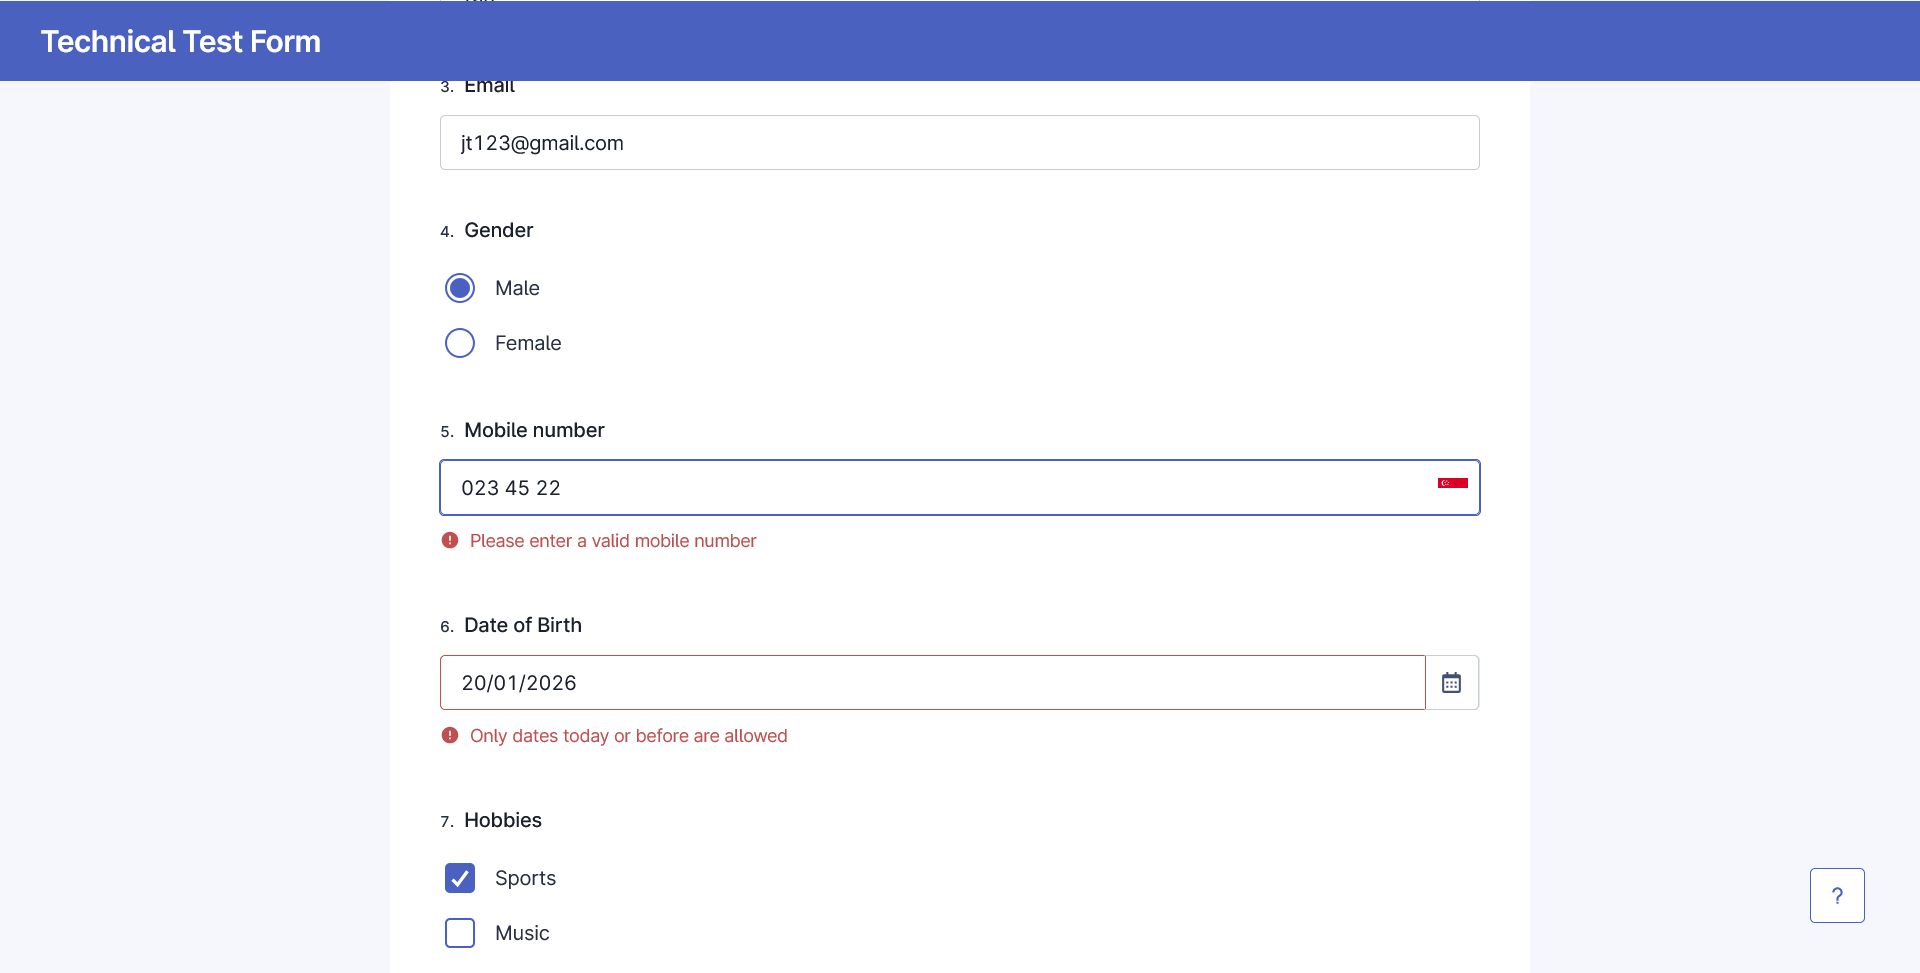 Technical Test Form
3. Email
jt123@gmail.com
4. Gender
Male
Female
5. Mobile number
023 45 22
Please enter a valid mobile number
6. Date of Birth
20/01/2026
Only dates today or before are allowed
7. Hobbies
Sports
Music
?